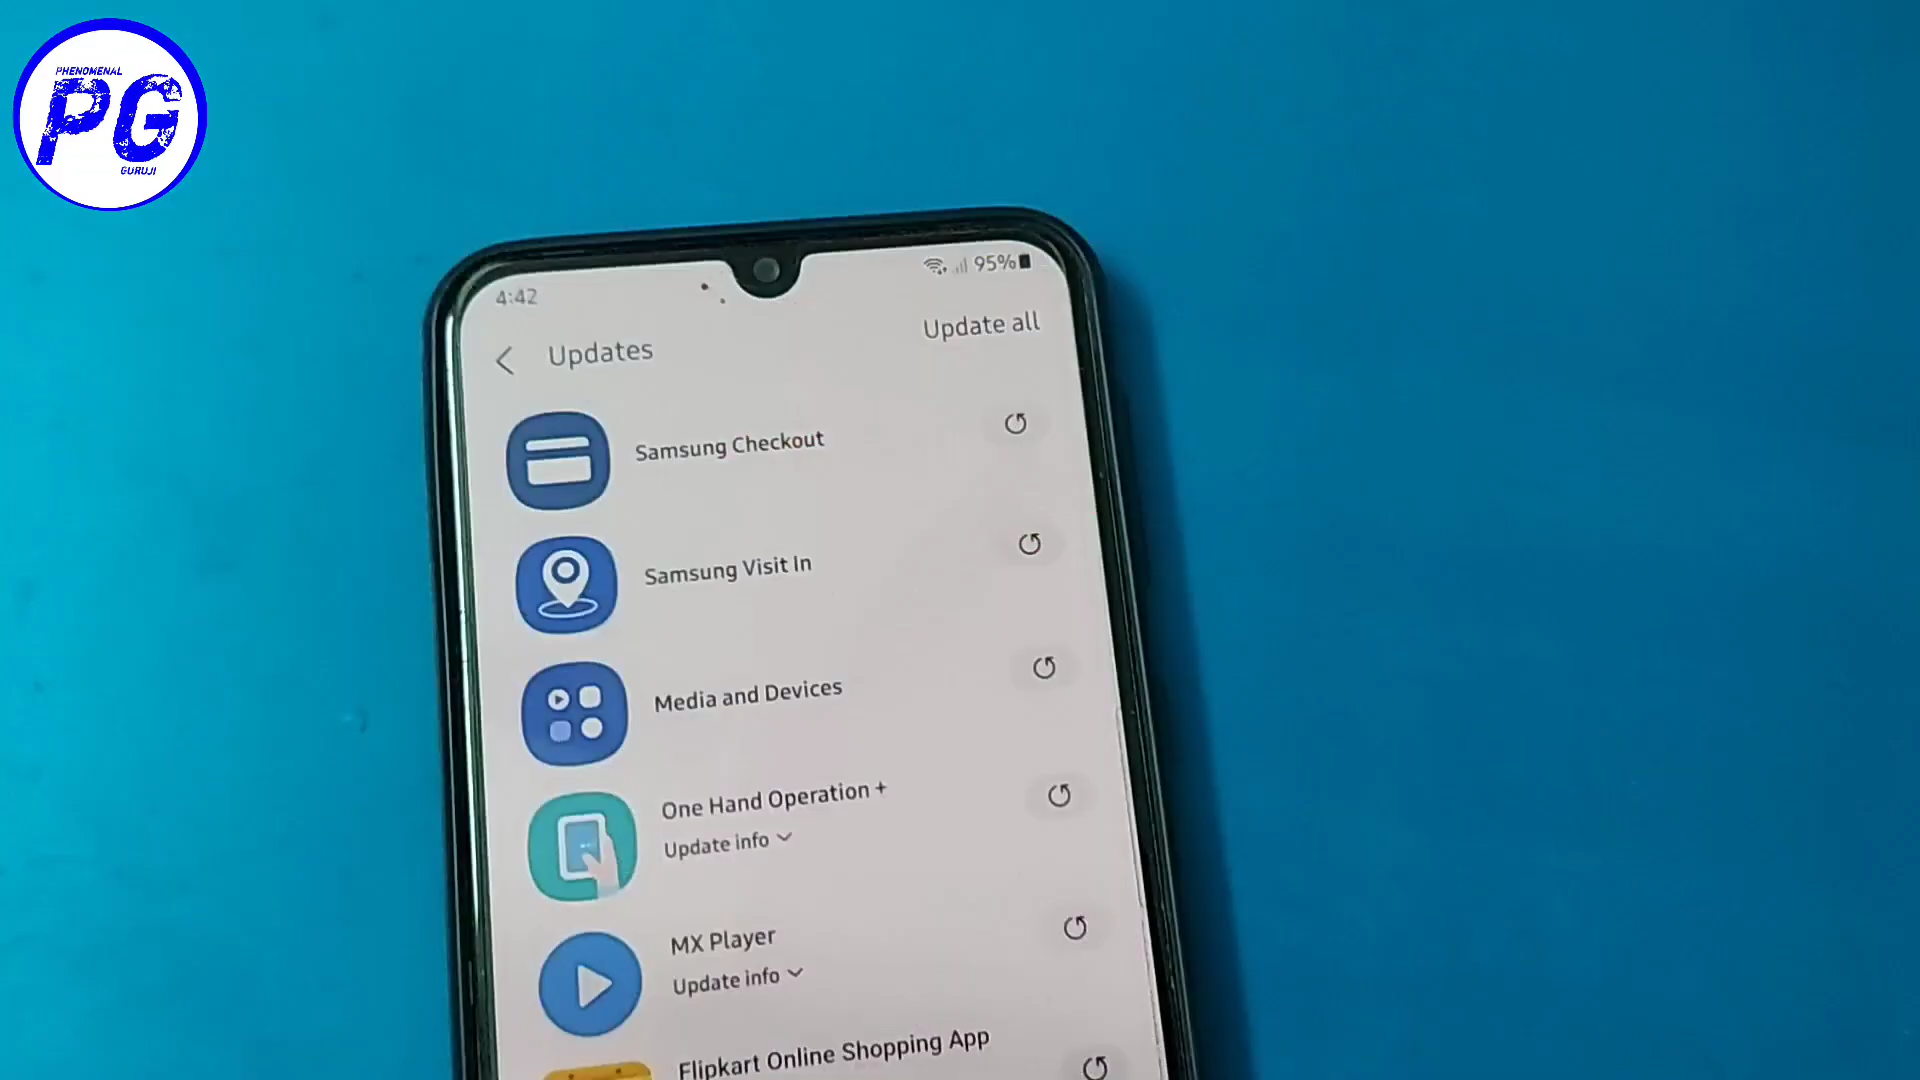 PHENOMENAL
PG
GURUJI
4:42
95%
Updates
Update all
Samsung Checkout
Samsung Visit In
Media and Devices
One Hand Operation +
Update info
MX Player
Update info
Flipkart Online Shopping App